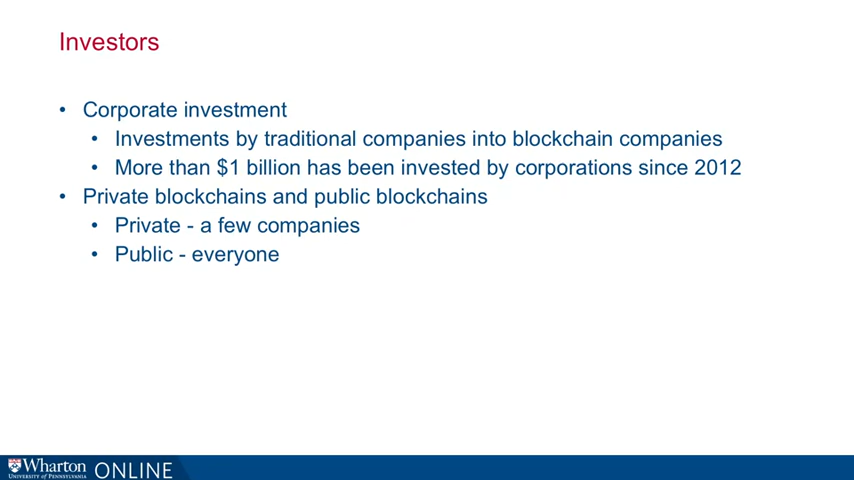 Investors
• Corporate investment
• Investments by traditional companies into blockchain companies
• More than $1 billion has been invested by corporations since 2012
• Private blockchains and public blockchains
• Private - a few companies
• Public - everyone
Wharton
UNIVERSITY of PENNSYLVANIA
ONLINE